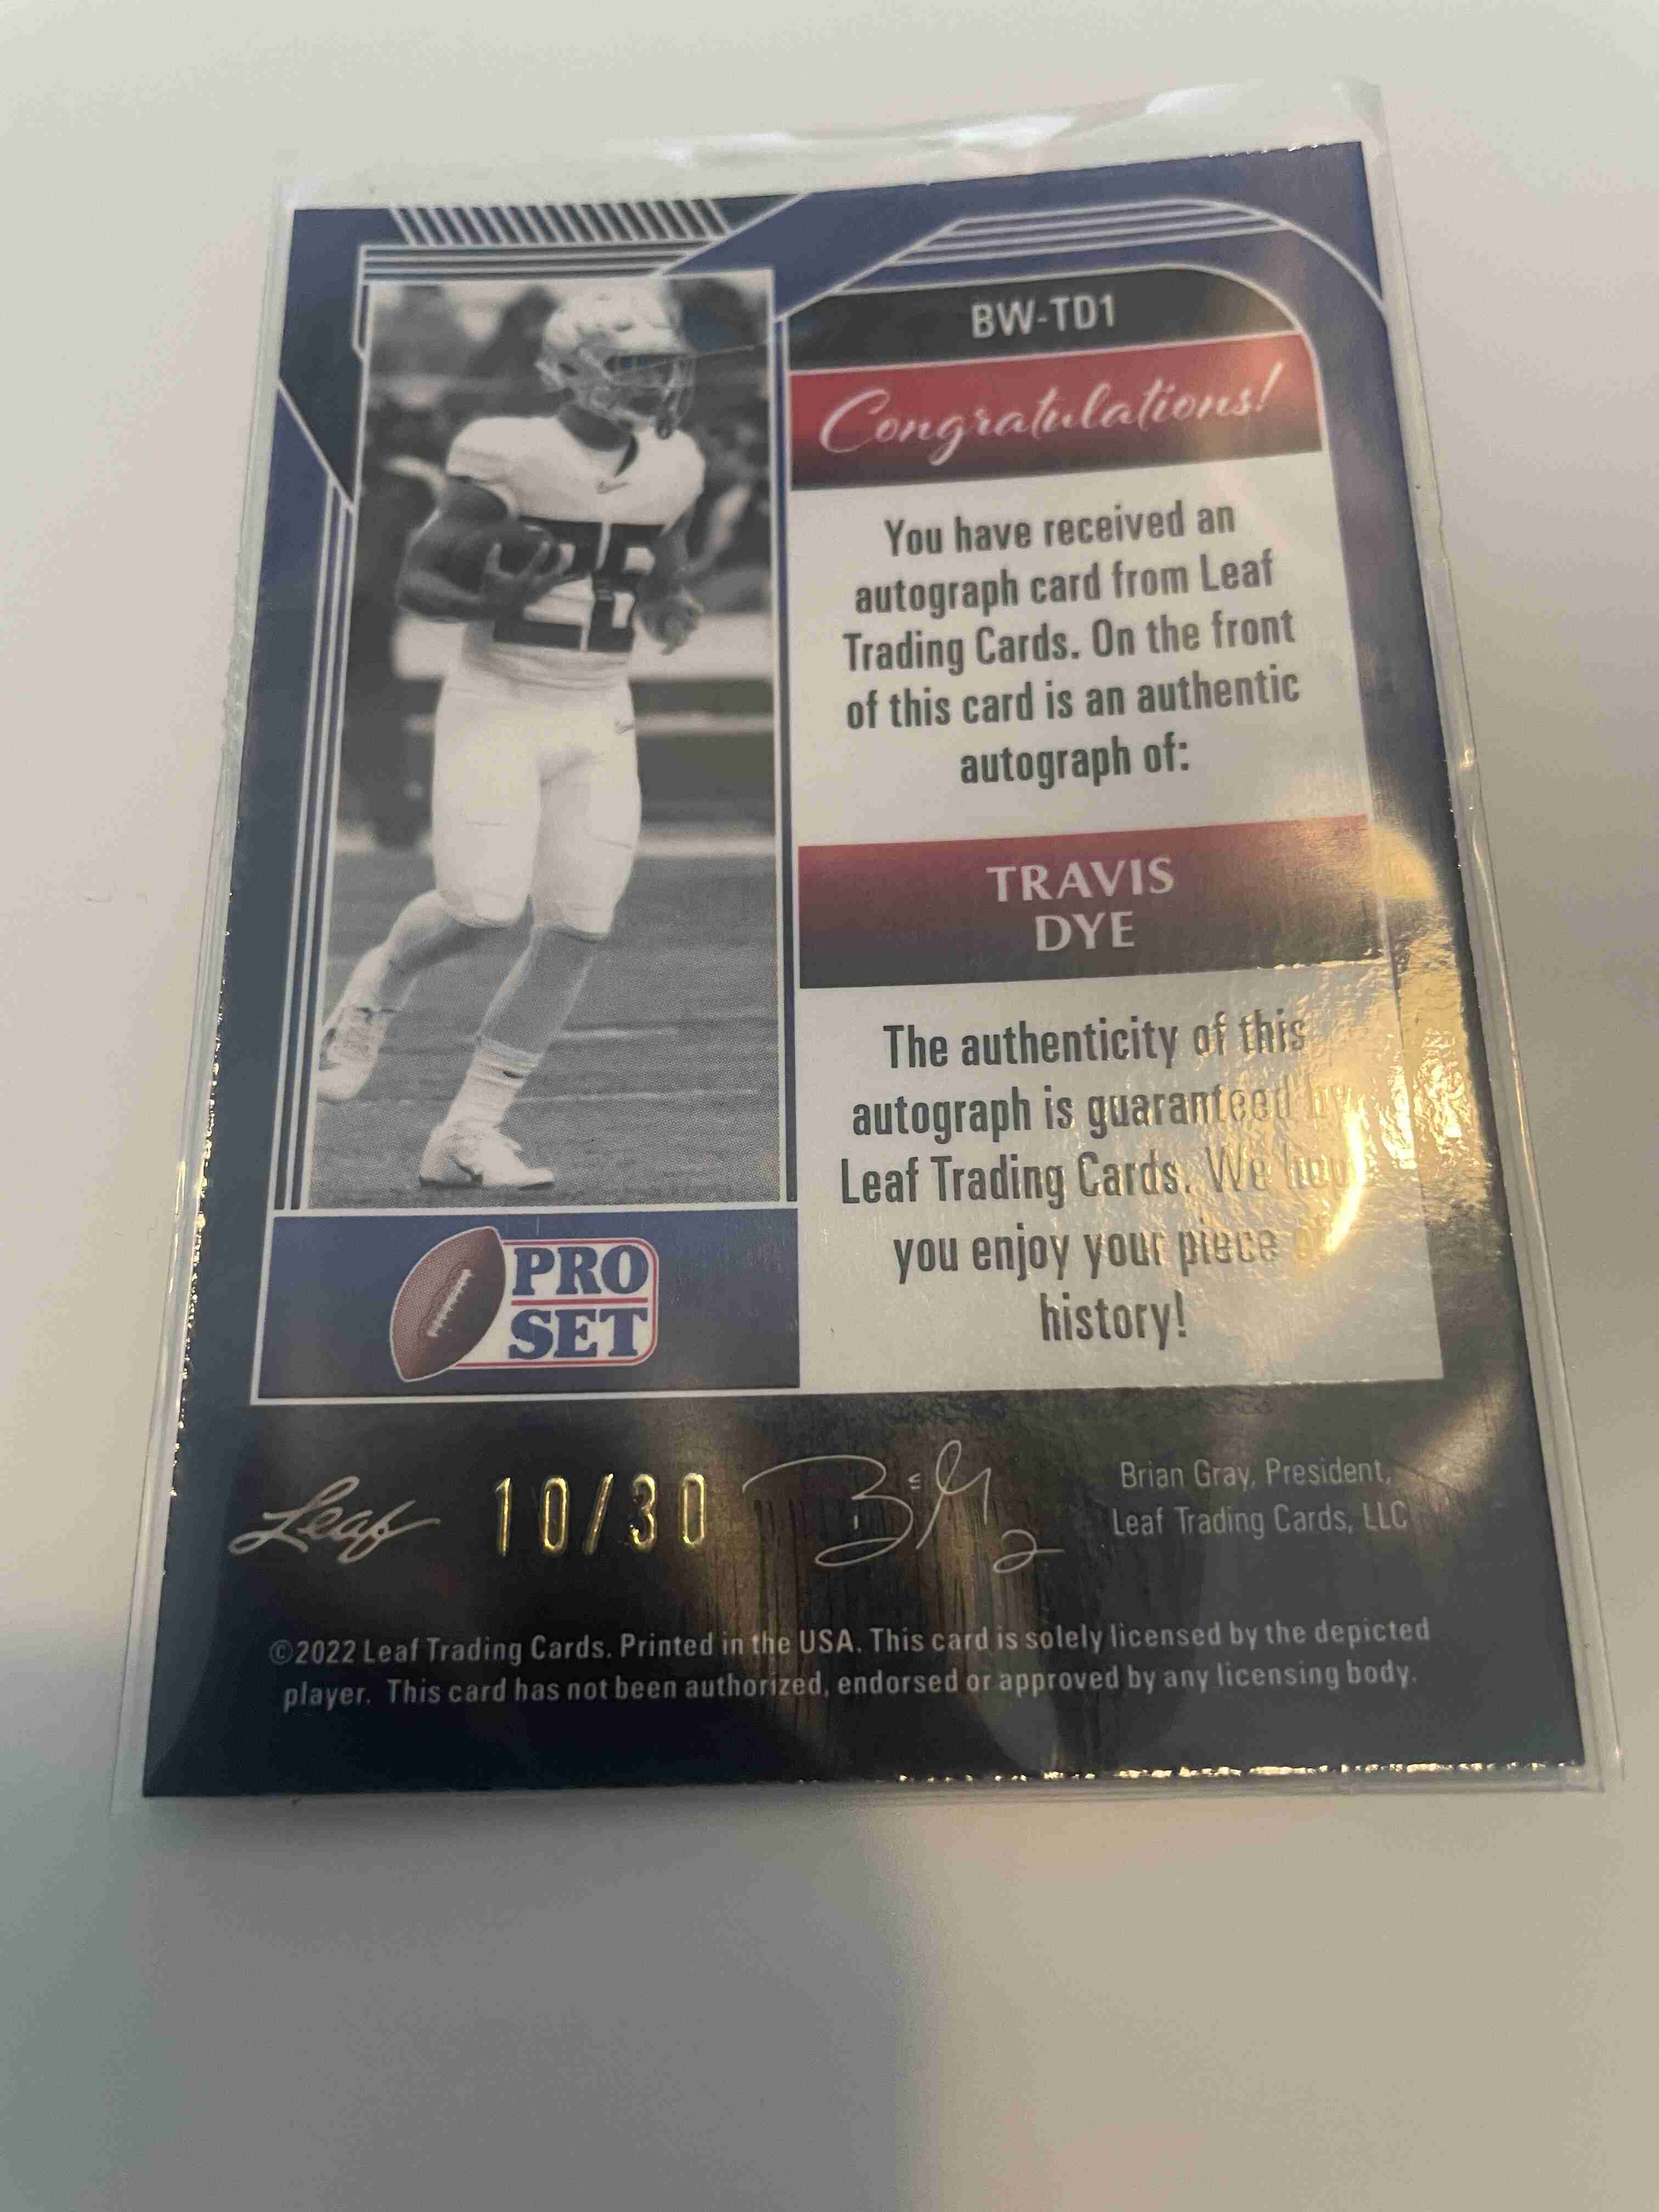 BW-TD1
Congratulations!
You have received an
autograph card from Leaf
Trading Cards. On the front
of this card is an authentic
autograph of:
TRAVIS
DYE
The authenticity of this
autograph is guaranteed by
Leaf Trading Cards. We hope
you enjoy your piece of
history!
28
PRO
SET
Leaf
10/30
Brian Gray, President,
Leaf Trading Cards, LLC
©2022 Leaf Trading Cards. Printed in the USA. This card is solely licensed by the depicted
player. This card has not been authorized, endorsed or approved by any licensing body.